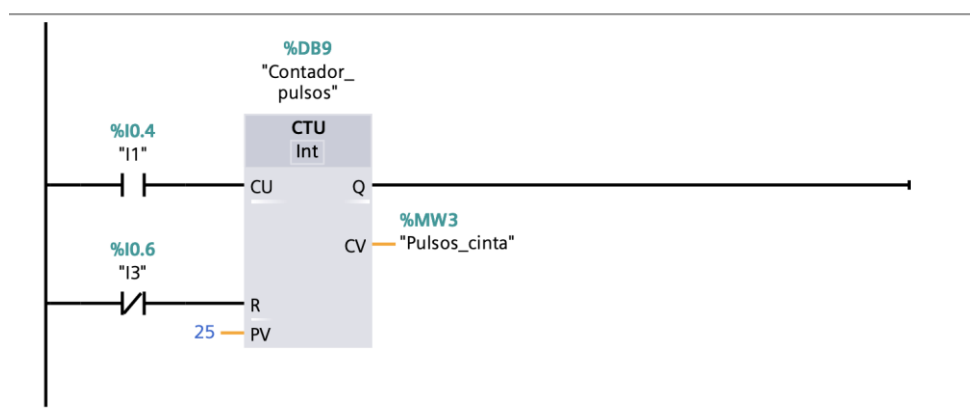 %DB9
"Contador_
pulsos"
CTU
Int
%I0.4
"I1"
CU
Q
%MW3
CV
"Pulsos_cinta"
%I0.6
"I3"
R
25
PV